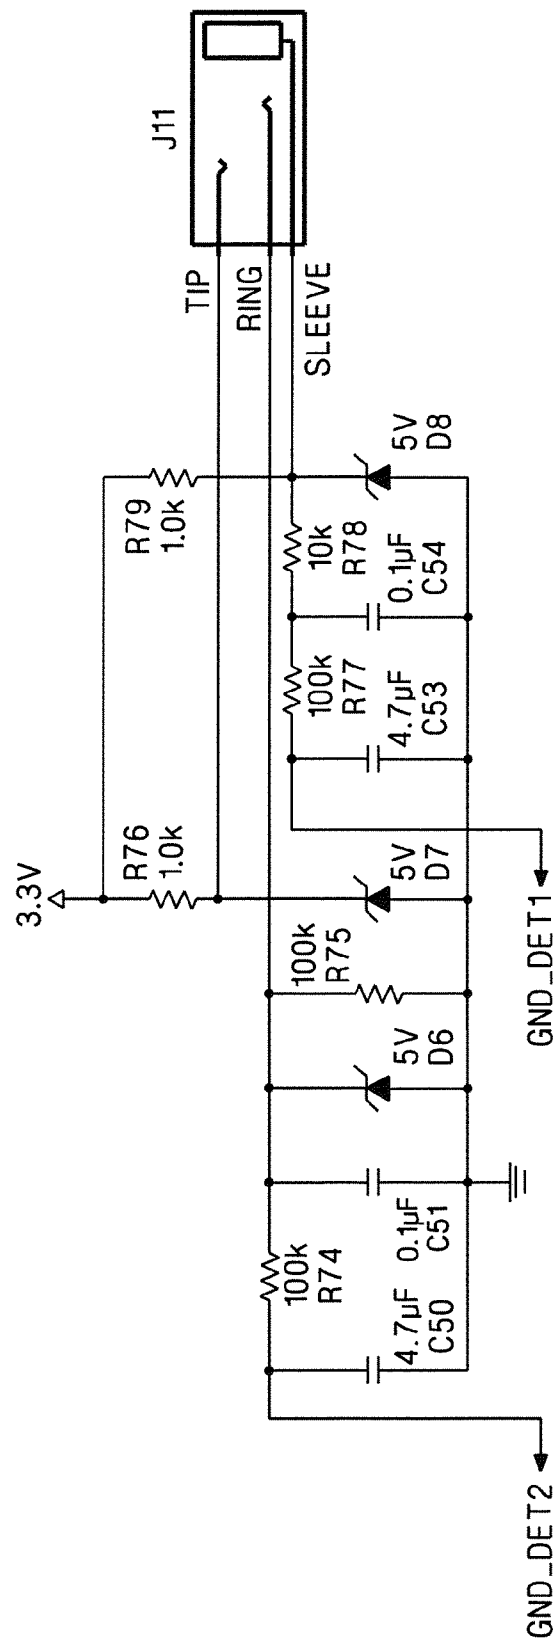 J11
TIP
RING
SLEEVE
R79
1.0k
5V
D8
10k
R78
0.1µF
C54
100k
R77
4.7µF
C53
3.3V
R76
1.0k
5V
D7
100k
R75
GND_DET1
5V
D6
0.1µF
C51
100k
R74
4.7µF
C50
GND_DET2